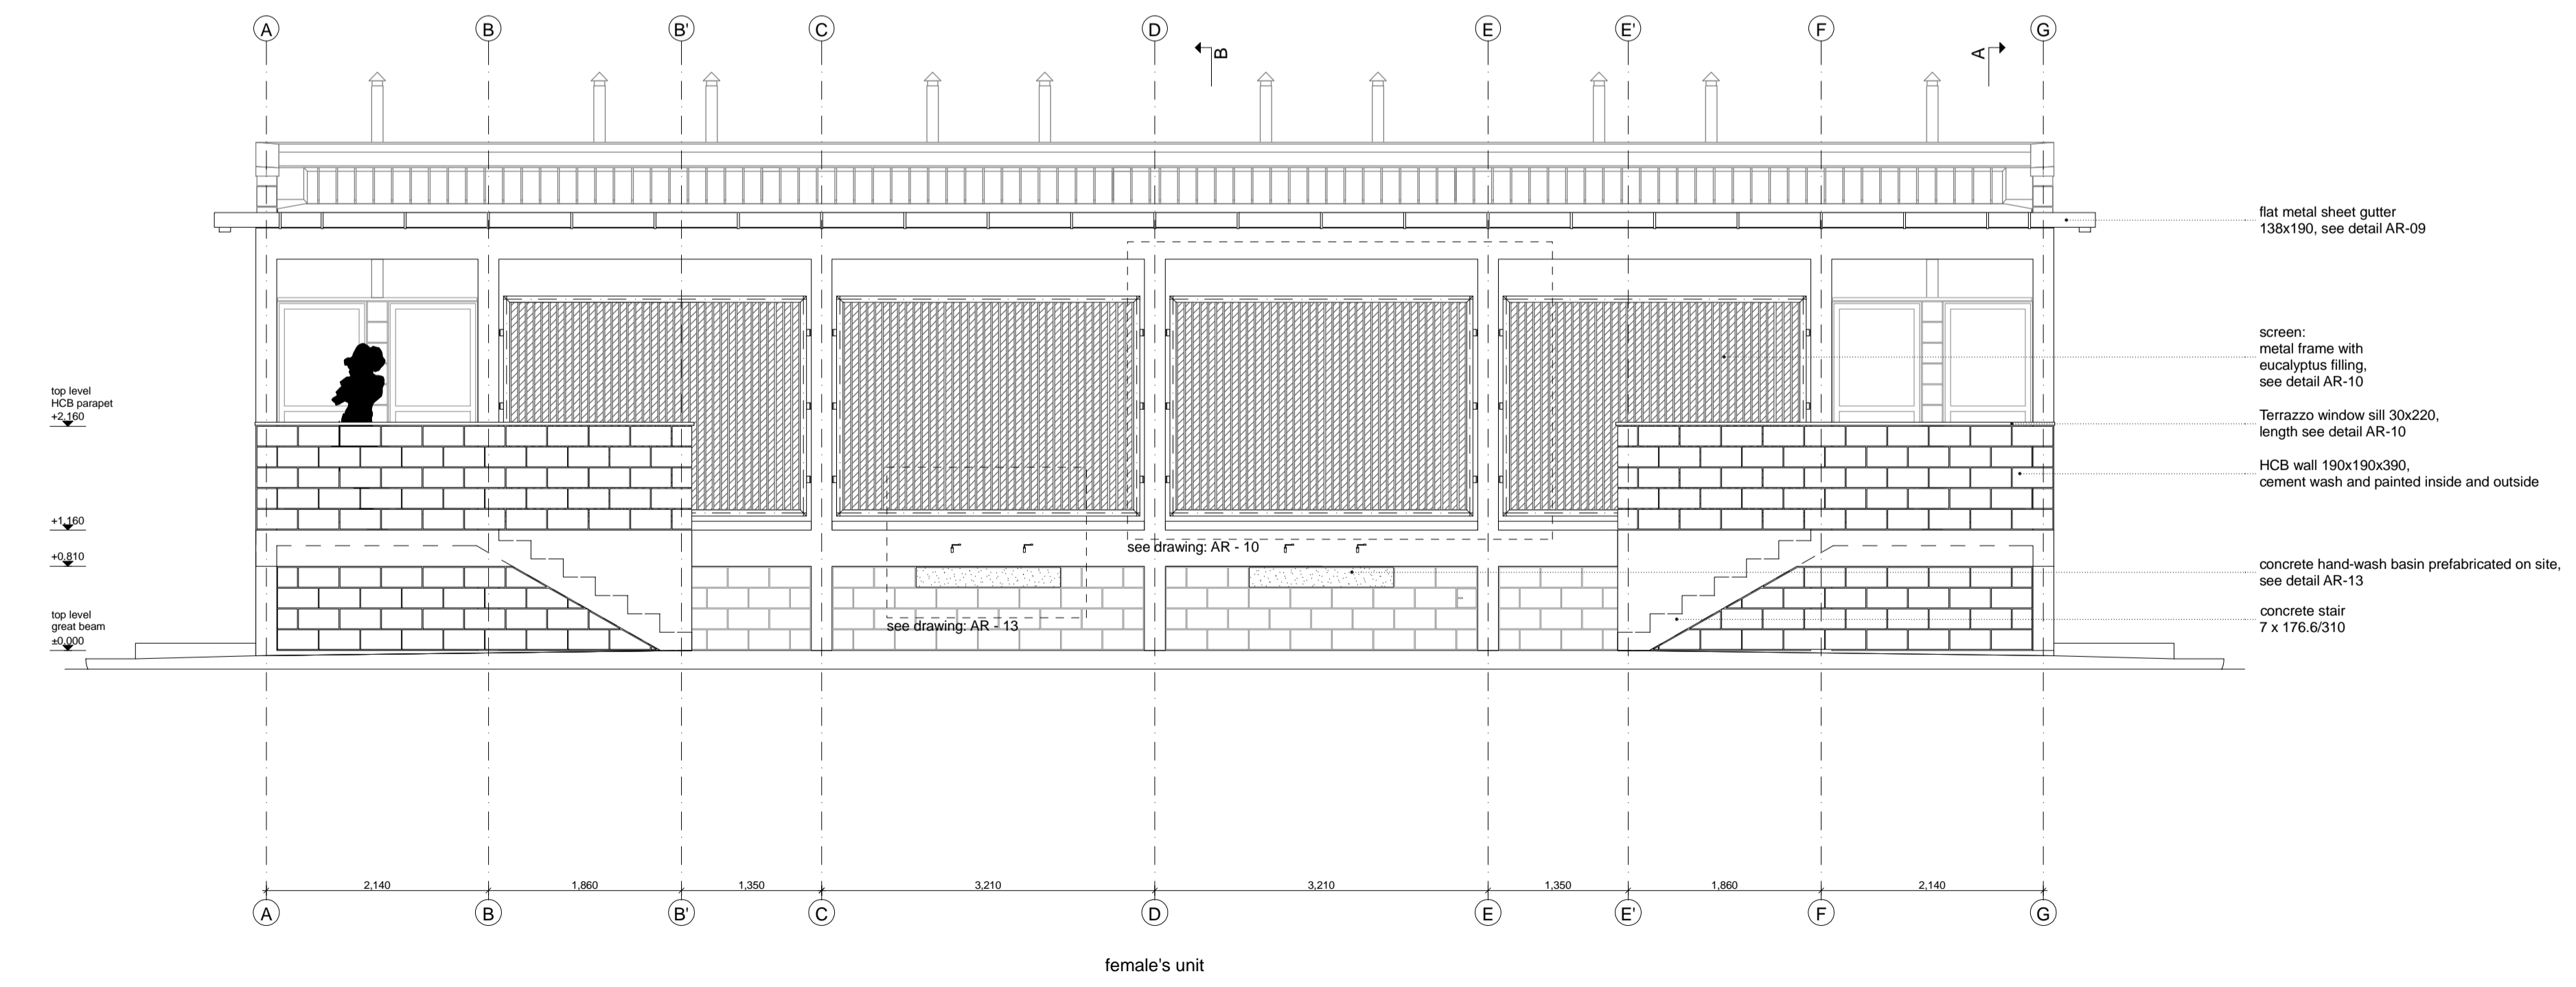 A B B' C D E E' F G
B A
flat metal sheet gutter
138x190, see detail AR-09
screen:
metal frame with
eucalyptus filling,
see detail AR-10
top level
HCB parapet
+2,160
Terrazzo window sill 30x220,
length see detail AR-10
HCB wall 190x190x390,
cement wash and painted inside and outside
+1,160
see drawing: AR - 10
+0,810
concrete hand-wash basin prefabricated on site,
see detail AR-13
concrete stair
7 x 176.6/310
see drawing: AR - 13
top level
great beam
±0,000
2,140 1,860 1,350 3,210 3,210 1,350 1,860 2,140
A B B' C D E E' F G
female's unit